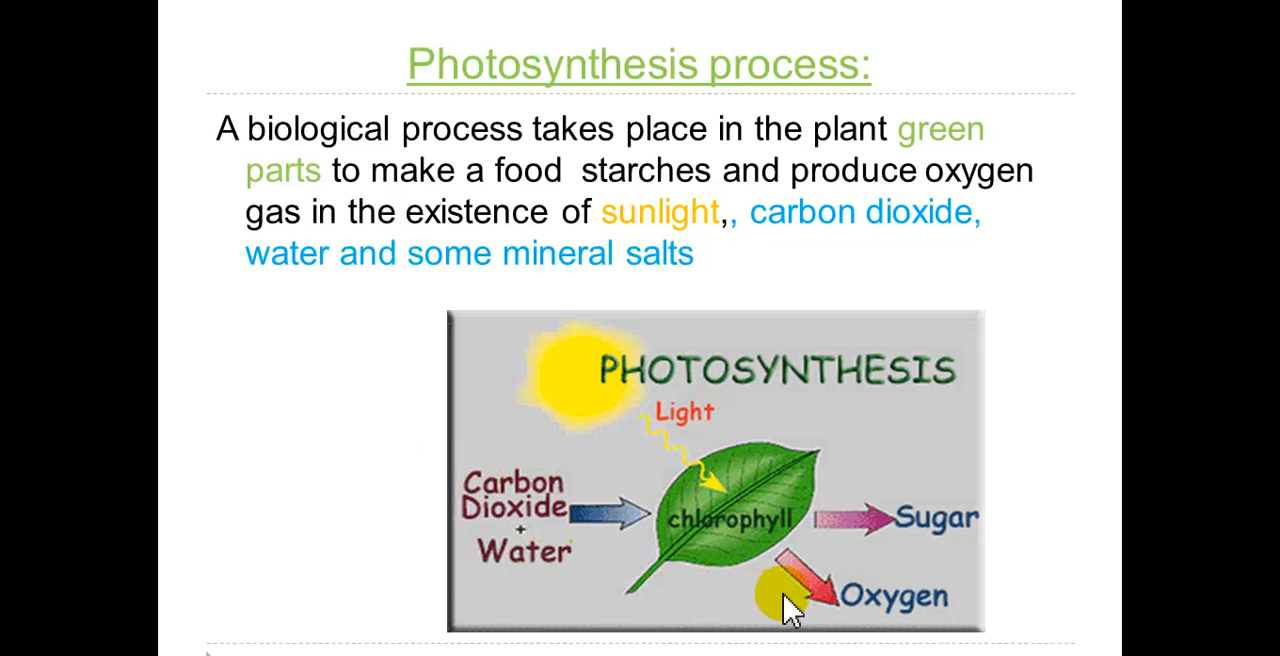 Photosynthesis process:
A biological process takes place in the plant green
parts to make a food starches and produce oxygen
gas in the existence of sunlight,, carbon dioxide,
water and some mineral salts
PHOTOSYNTHESIS
Light
Carbon
Dioxide
+
Water
chlorophyll
Sugar
Oxygen